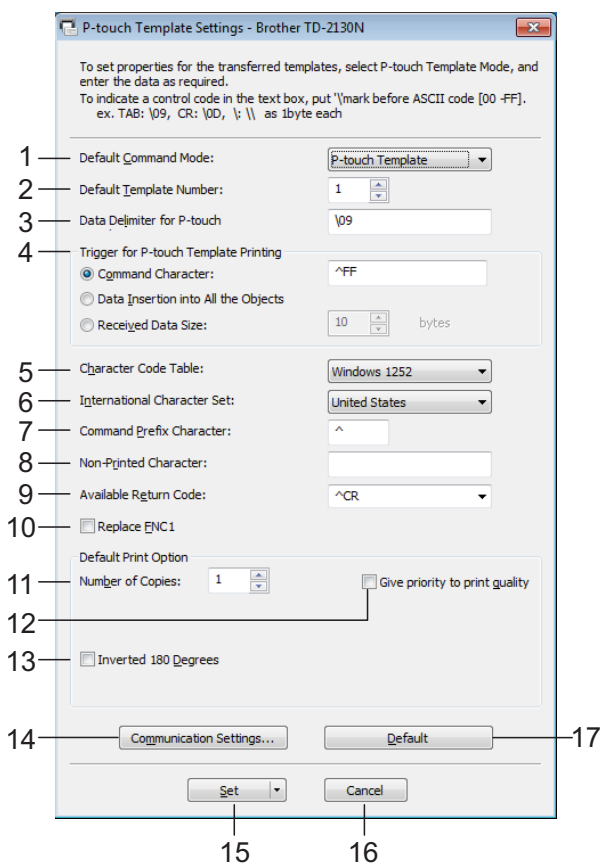 P-touch Template Settings - Brother TD-2130N
To set properties for the transferred templates, select P-touch Template Mode, and
enter the data as required.
To indicate a control code in the text box, put '\'mark before ASCII code [00 -FF].
ex. TAB: \09, CR: \0D, \: \\ as 1byte each
1 Default Command Mode: P-touch Template
2 Default Template Number: 1
3 Data Delimiter for P-touch \09
4 Trigger for P-touch Template Printing
Command Character: ^FF
Data Insertion into All the Objects
Received Data Size: 10 bytes
5 Character Code Table: Windows 1252
6 International Character Set: United States
7 Command Prefix Character: ^
8 Non-Printed Character:
9 Available Return Code: ^CR
10 Replace FNC1
Default Print Option
11 Number of Copies: 1 Give priority to print quality
12
13 Inverted 180 Degrees
14 Communication Settings... Default 17
Set Cancel
15 16